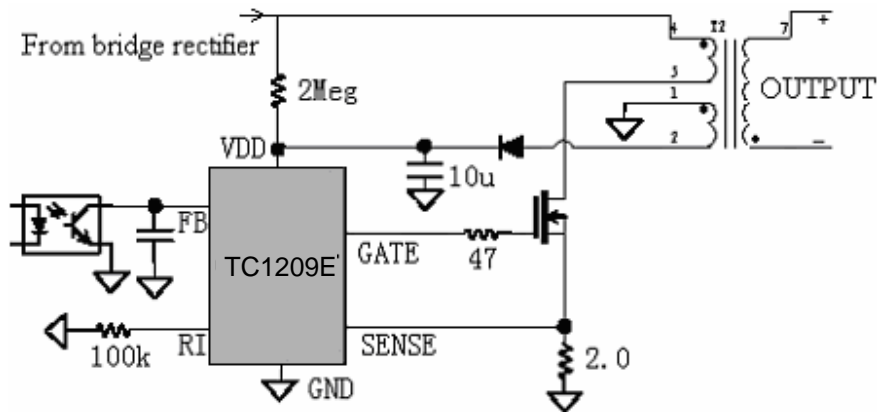 From bridge rectifier
4
T2
7
+
2Meg
3
1
OUTPUT
VDD
2
−
10u
FB
GATE
47
TC1209E
RI
100k
SENSE
2.0
GND